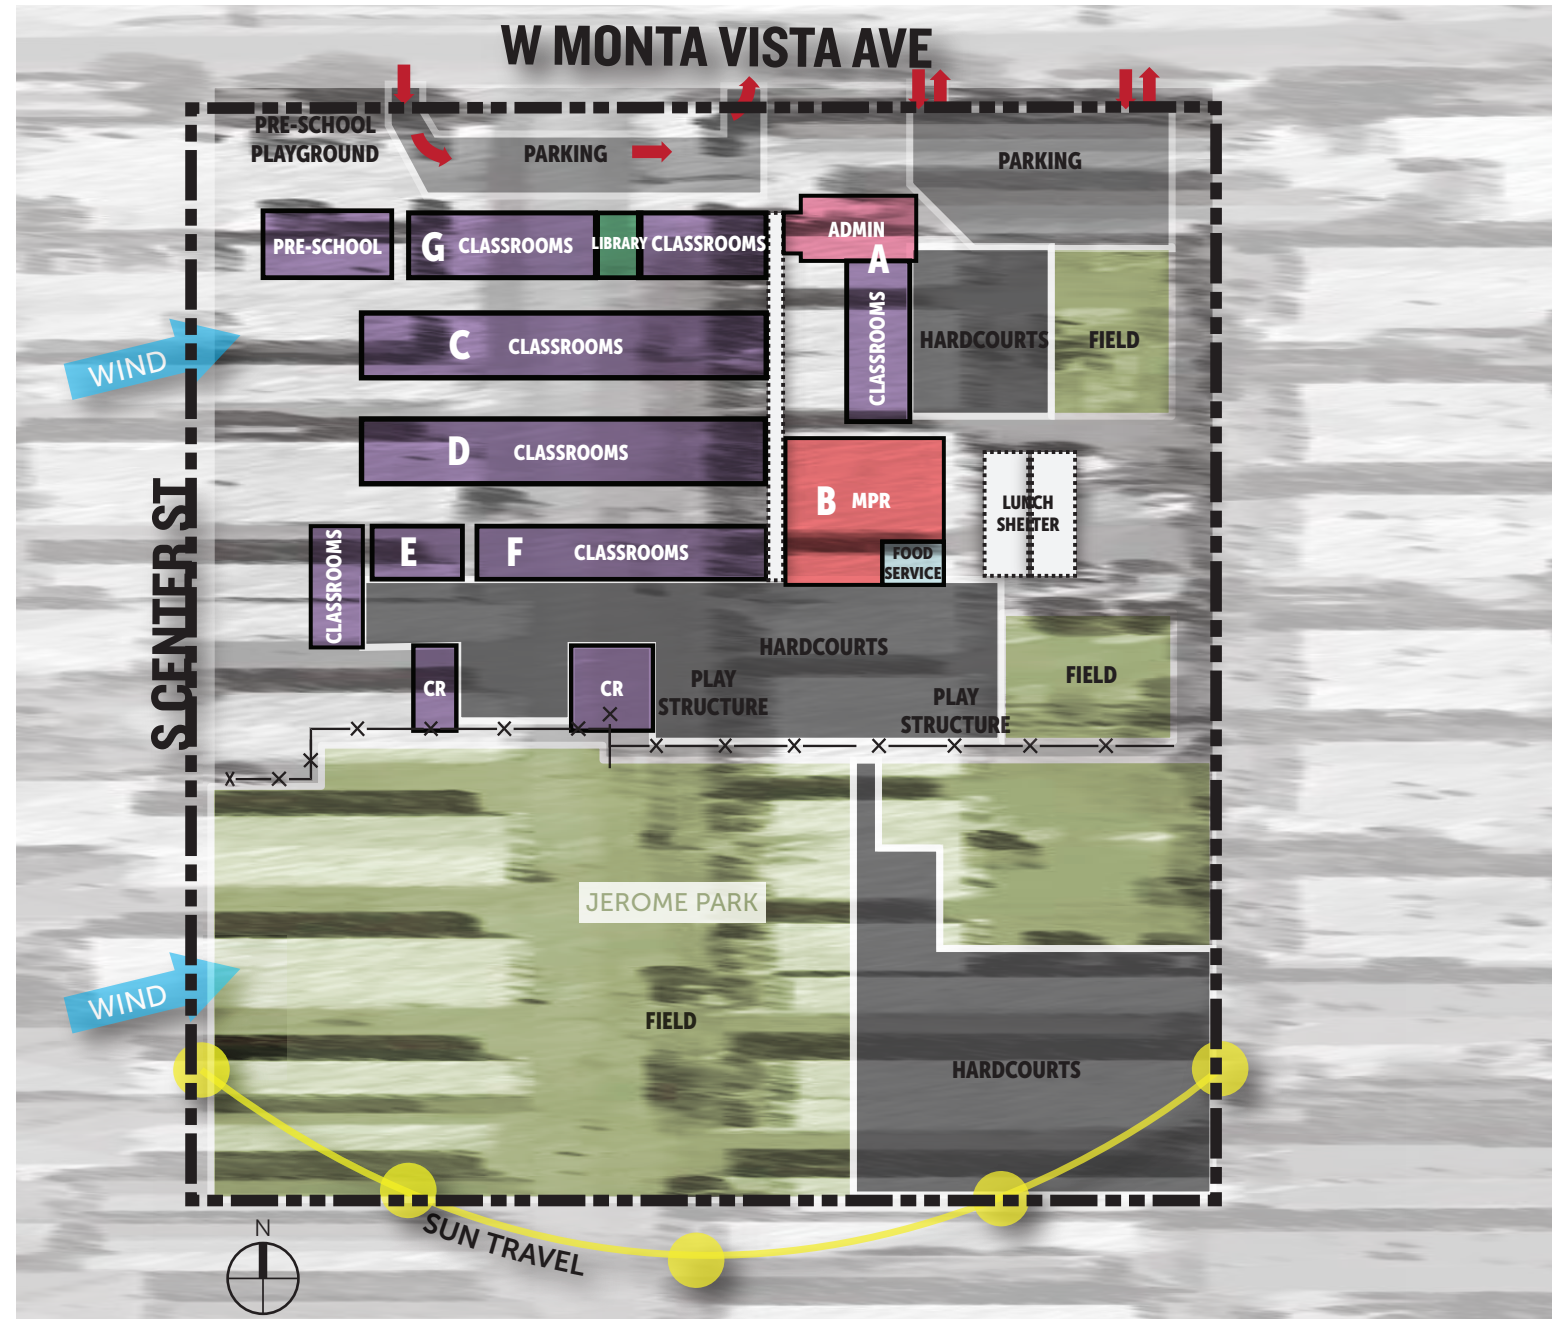 W MONTA VISTA AVE
PRE-SCHOOL
PLAYGROUND
PARKING
PARKING
PRE-SCHOOL
G CLASSROOMS
LIBRARY
CLASSROOMS
ADMIN
A
CLASSROOMS
HARDCOURTS
FIELD
WIND
C CLASSROOMS
D CLASSROOMS
B MPR
FOOD
SERVICE
LUNCH
SHELTER
S CENTER ST
CLASSROOMS
E
F CLASSROOMS
HARDCOURTS
CR
CR
PLAY
STRUCTURE
PLAY
STRUCTURE
FIELD
JEROME PARK
WIND
FIELD
HARDCOURTS
SUN TRAVEL
N